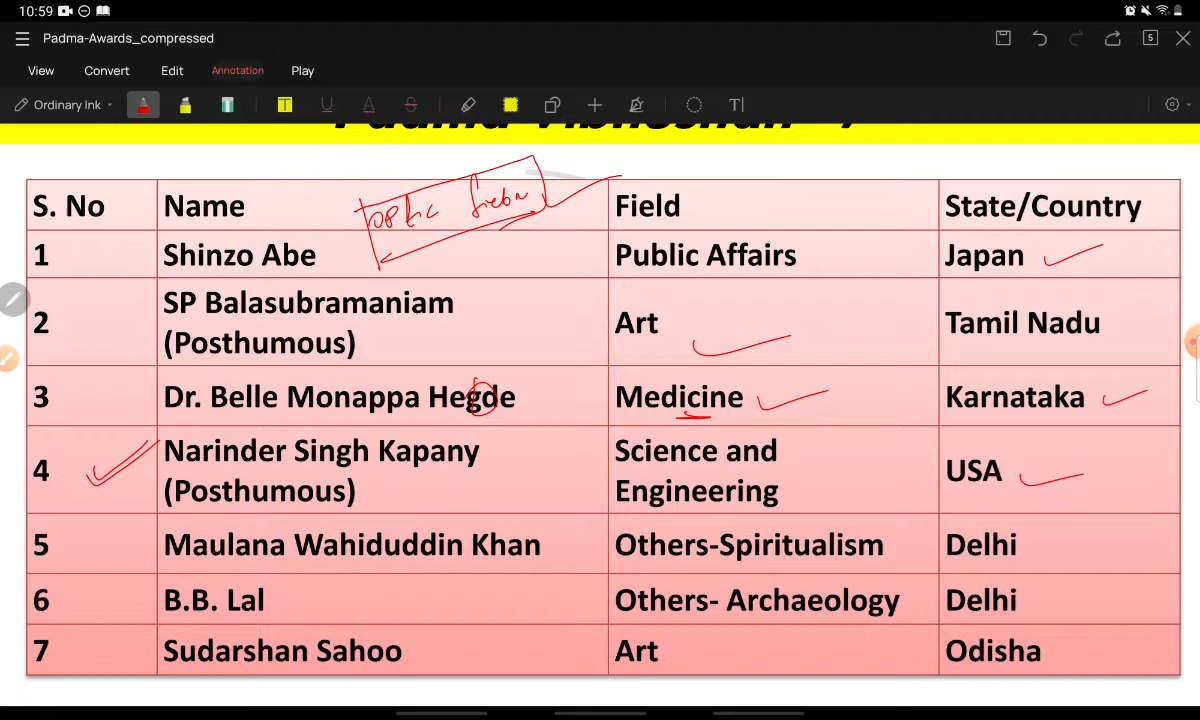 10:59
Padma-Awards_compressed
5
View Convert Edit Annotation Play
Ordinary Ink T U A S T
S. No Name Field State/Country
optic
1 Shinzo Abe Public Affairs Japan
2 SP Balasubramaniam (Posthumous) Art Tamil Nadu
3 Dr. Belle Monappa Hegde Medicine Karnataka
4 Narinder Singh Kapany (Posthumous) Science and Engineering USA
5 Maulana Wahiduddin Khan Others-Spiritualism Delhi
6 B.B. Lal Others- Archaeology Delhi
7 Sudarshan Sahoo Art Odisha